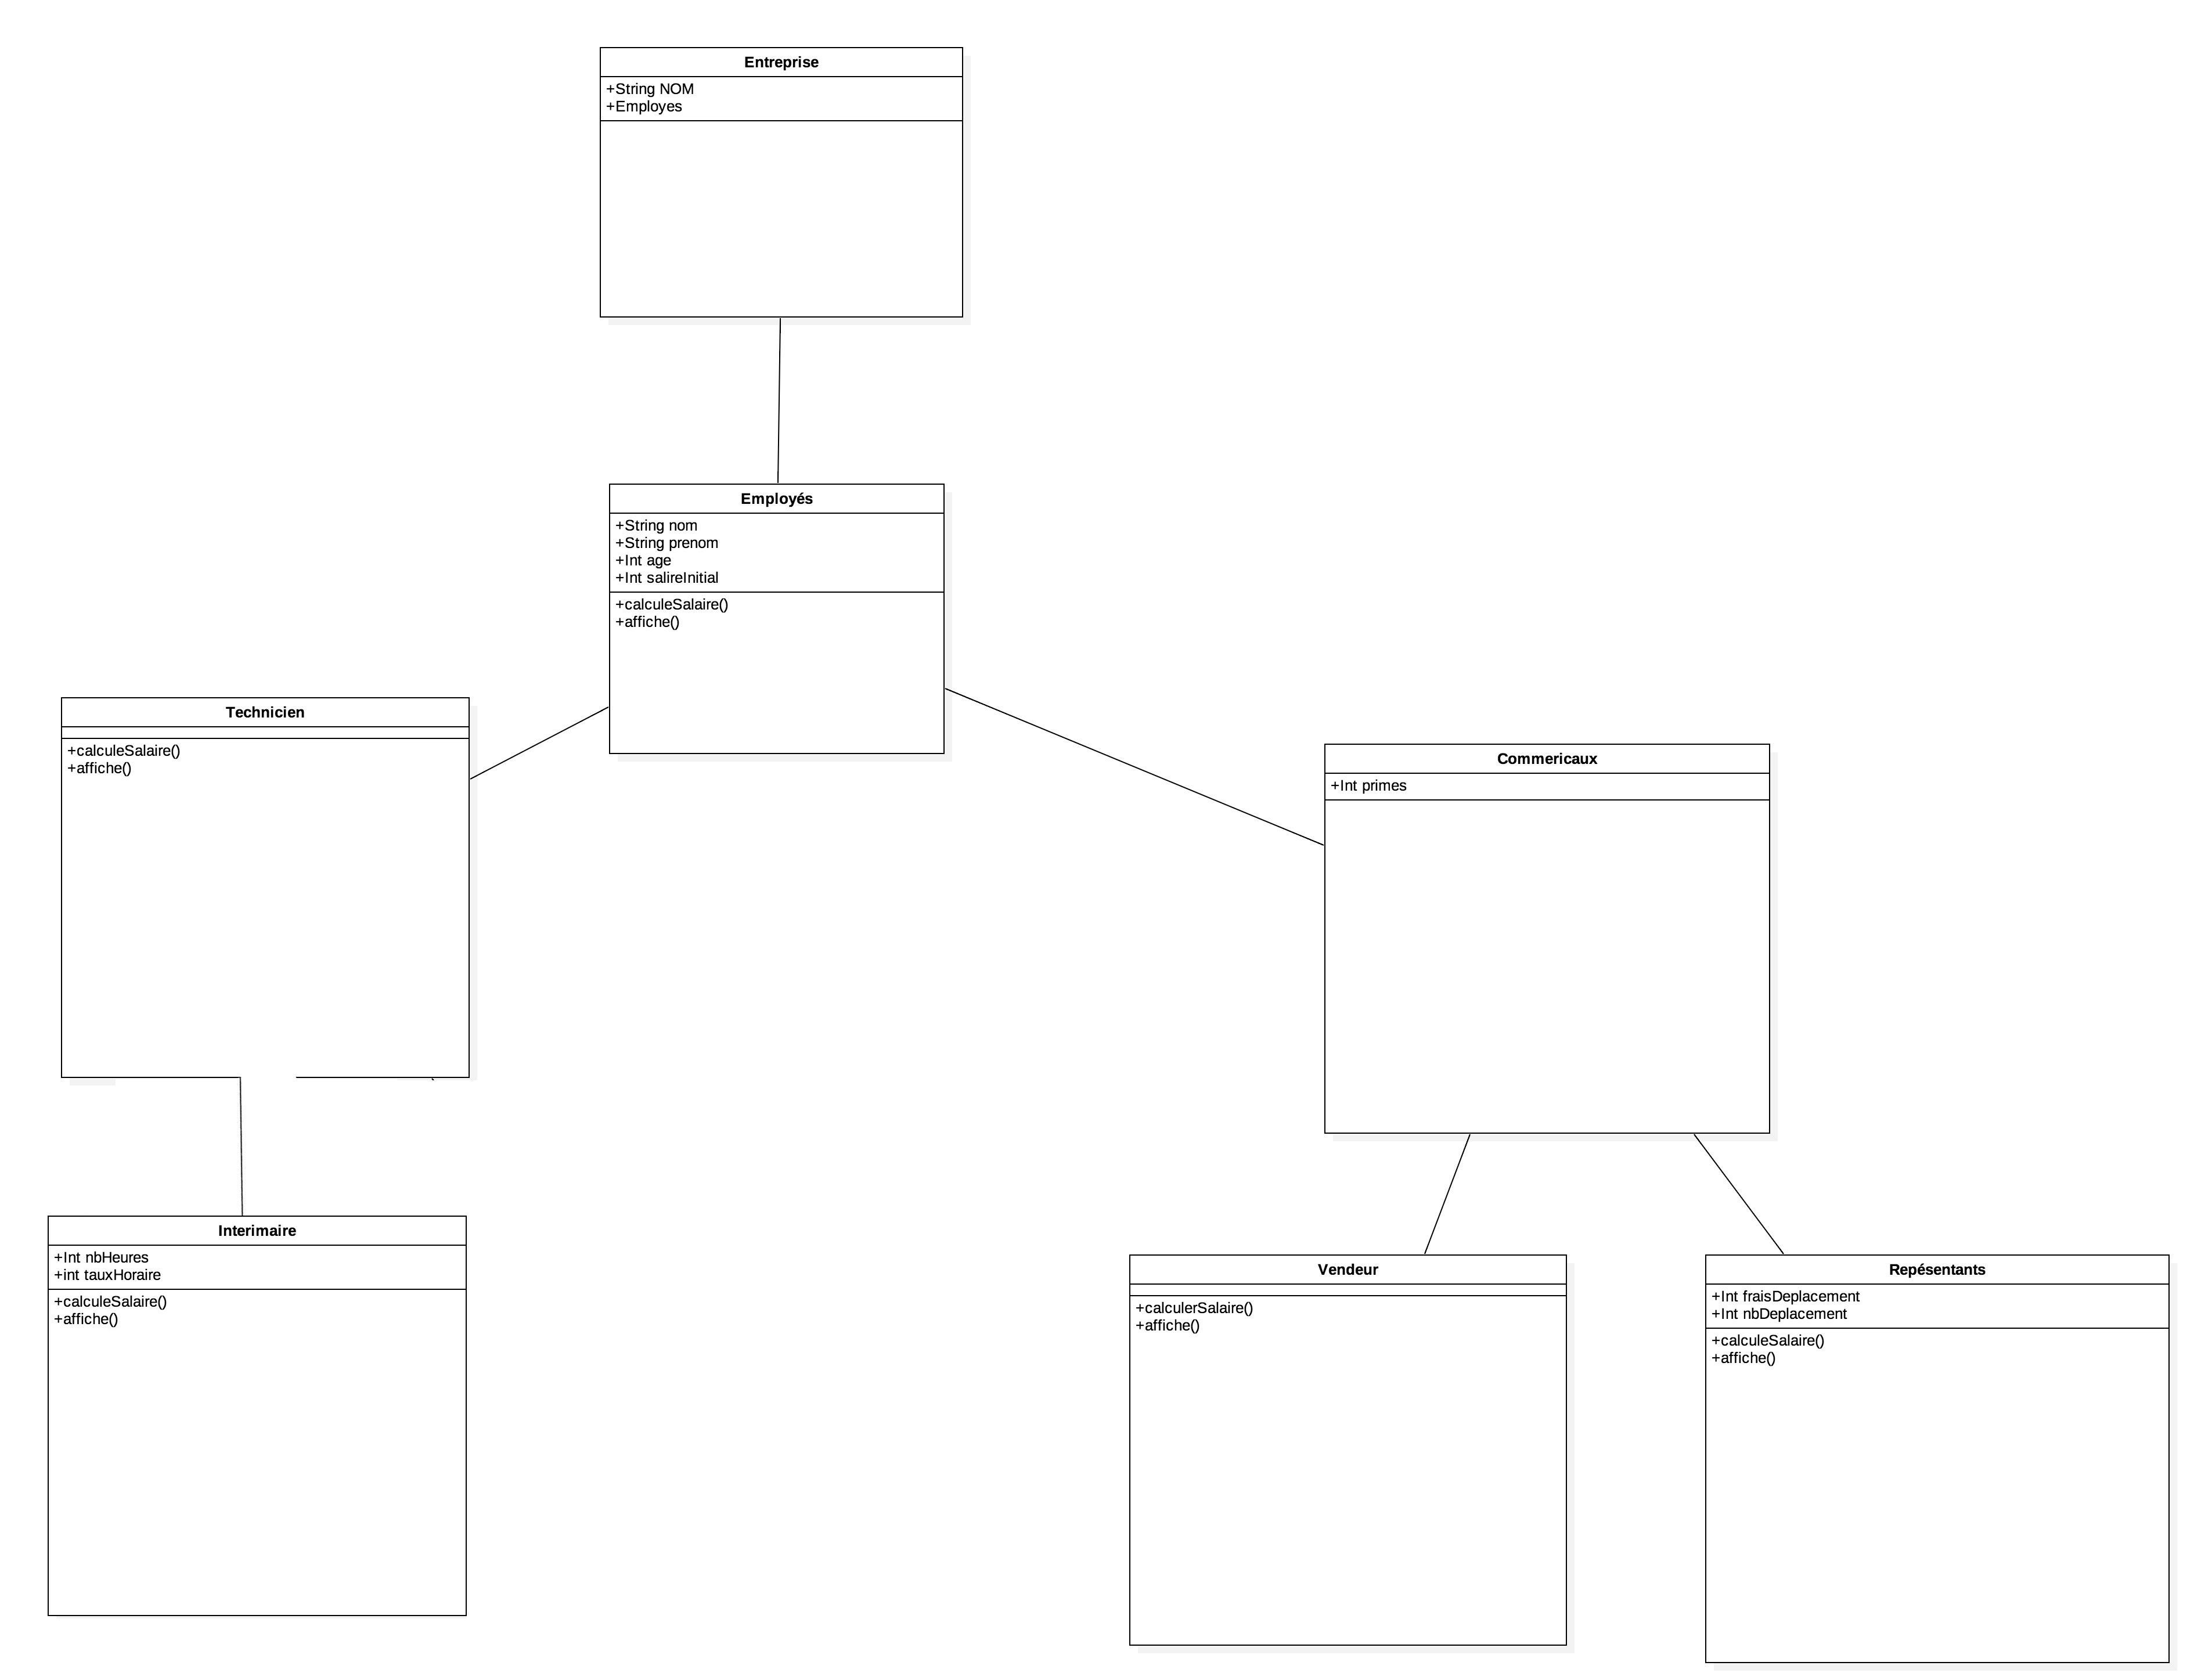 Entreprise
+String NOM
+Employes
Employés
+String nom
+String prenom
+Int age
+Int salireInitial
+calculeSalaire()
+affiche()
Technicien
+calculeSalaire()
+affiche()
Commericaux
+Int primes
Interimaire
+Int nbHeures
+int tauxHoraire
+calculeSalaire()
+affiche()
Vendeur
+calculerSalaire()
+affiche()
Repésentants
+Int fraisDeplacement
+Int nbDeplacement
+calculeSalaire()
+affiche()